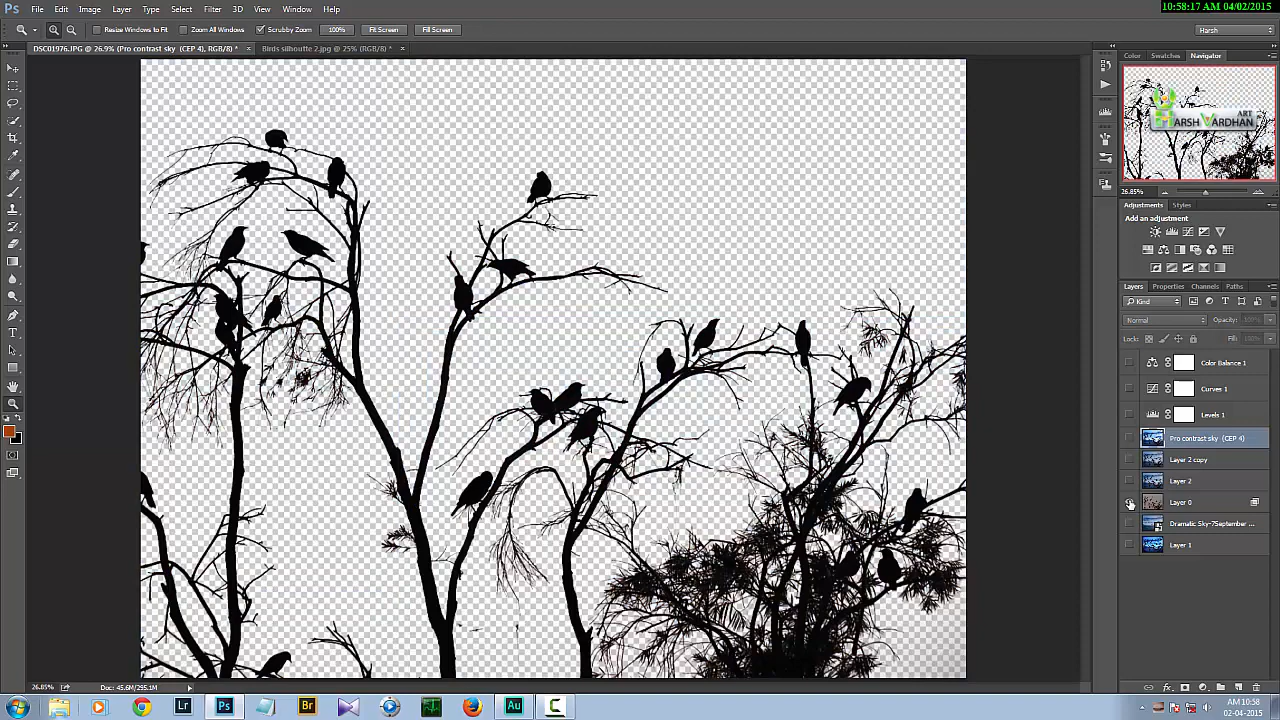 10:58:17 AM 04/02/2015
Ps File Edit Image Layer Type Select Filter 3D View Window Help
Resize Windows to Fit Zoom All Windows Scrubby Zoom 100% Fit Screen Fill Screen Harsh
DSC01976.JPG @ 26.9% (Pro contrast sky (CEP 4), RGB/8) * × Birds silhoutte 2.jpg @ 25% (RGB/8) * ×
Color Swatches Navigator
ART
HARSH VARDHAN
26.85%
Adjustments Styles
Add an adjustment
Layers Properties Channels Paths
Kind
Normal Opacity: 100%
Lock: Fill: 100%
Color Balance 1
Curves 1
Levels 1
Pro contrast sky (CEP 4)
Layer 2 copy
Layer 2
Layer 0
Dramatic Sky-7September ...
Layer 1
26.85% Doc: 45.6M/295.1M
Lr Ps Br Au C
AM 10:58
02-04-2015